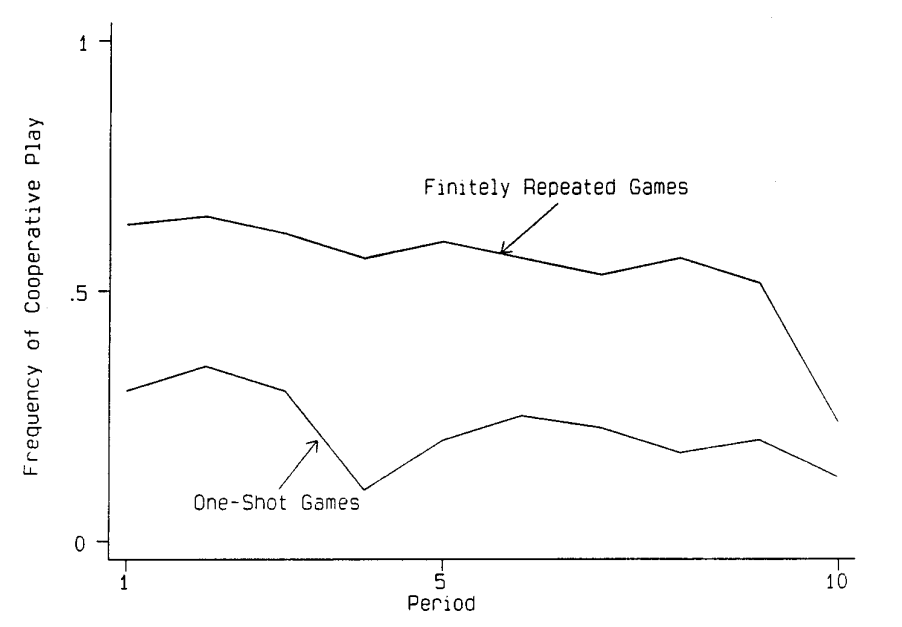 Frequency of Cooperative Play
1
.5
0
Finitely Repeated Games
One-Shot Games
1 5 10
Period